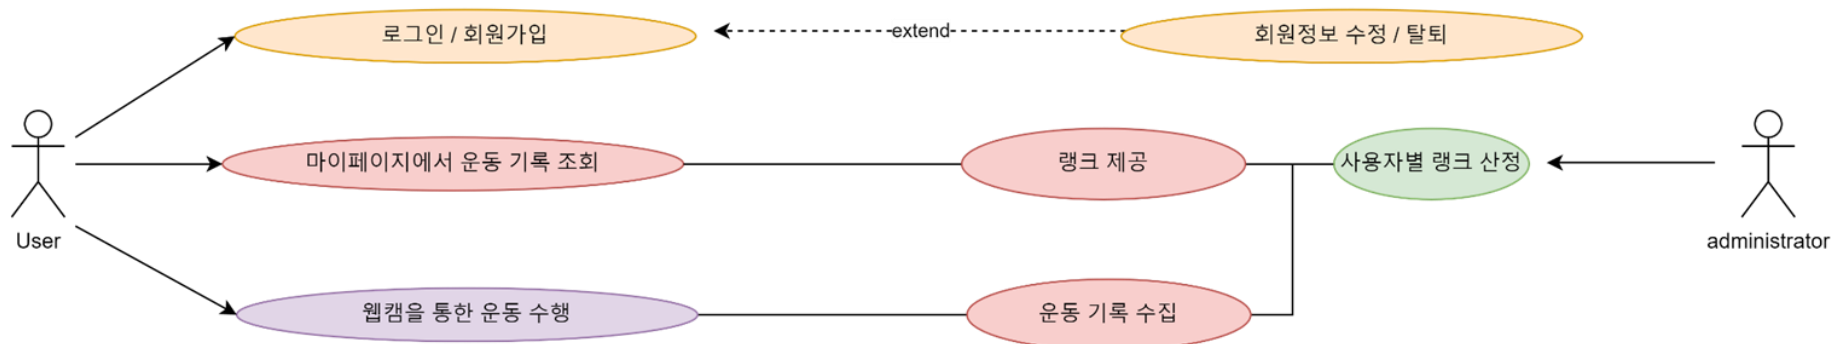 로그인 / 회원가입
extend
회원정보 수정 / 탈퇴
마이페이지에서 운동 기록 조회
랭크 제공
사용자별 랭크 산정
User
administrator
웹캠을 통한 운동 수행
운동 기록 수집